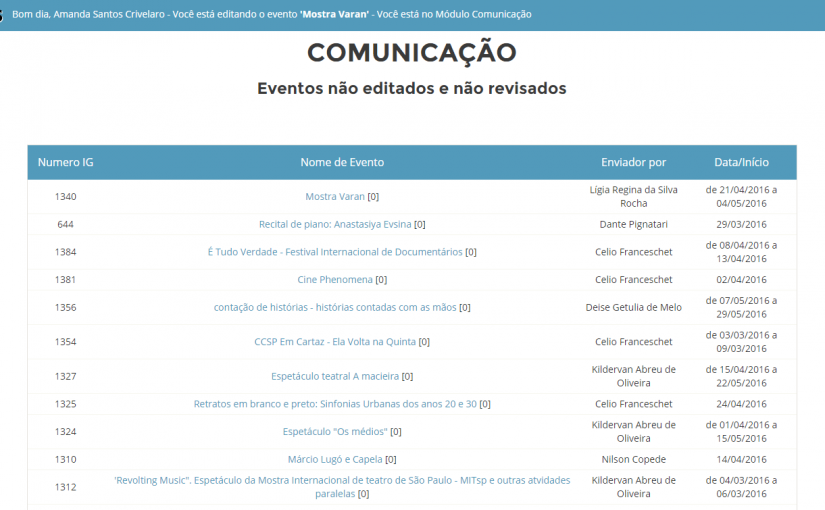 Bom dia, Amanda Santos Crivelaro - Você está editando o evento 'Mostra Varan' - Você está no Módulo Comunicação
COMUNICAÇÃO
Eventos não editados e não revisados
Numero IG Nome de Evento Enviador por Data/Início
1340 Mostra Varan [0] Lígia Regina da Silva Rocha de 21/04/2016 a 04/05/2016
644 Recital de piano: Anastasiya Evsina [0] Dante Pignatari 29/03/2016
1384 É Tudo Verdade - Festival Internacional de Documentários [0] Celio Franceschet de 08/04/2016 a 13/04/2016
1381 Cine Phenomena [0] Celio Franceschet 02/04/2016
1356 contação de histórias - histórias contadas com as mãos [0] Deise Getulia de Melo de 07/05/2016 a 29/05/2016
1354 CCSP Em Cartaz - Ela Volta na Quinta [0] Celio Franceschet de 03/03/2016 a 09/03/2016
1327 Espetáculo teatral A macieira [0] Kildervan Abreu de Oliveira de 15/04/2016 a 22/05/2016
1325 Retratos em branco e preto: Sinfonias Urbanas dos anos 20 e 30 [0] Celio Franceschet 24/04/2016
1324 Espetáculo "Os médios" [0] Kildervan Abreu de Oliveira de 01/04/2016 a 15/05/2016
1310 Márcio Lugó e Capela [0] Nilson Copede 14/04/2016
1312 'Revolting Music". Espetáculo da Mostra Internacional de teatro de São Paulo - MITsp e outras atvidades paralelas [0] Kildervan Abreu de Oliveira de 04/03/2016 a 06/03/2016